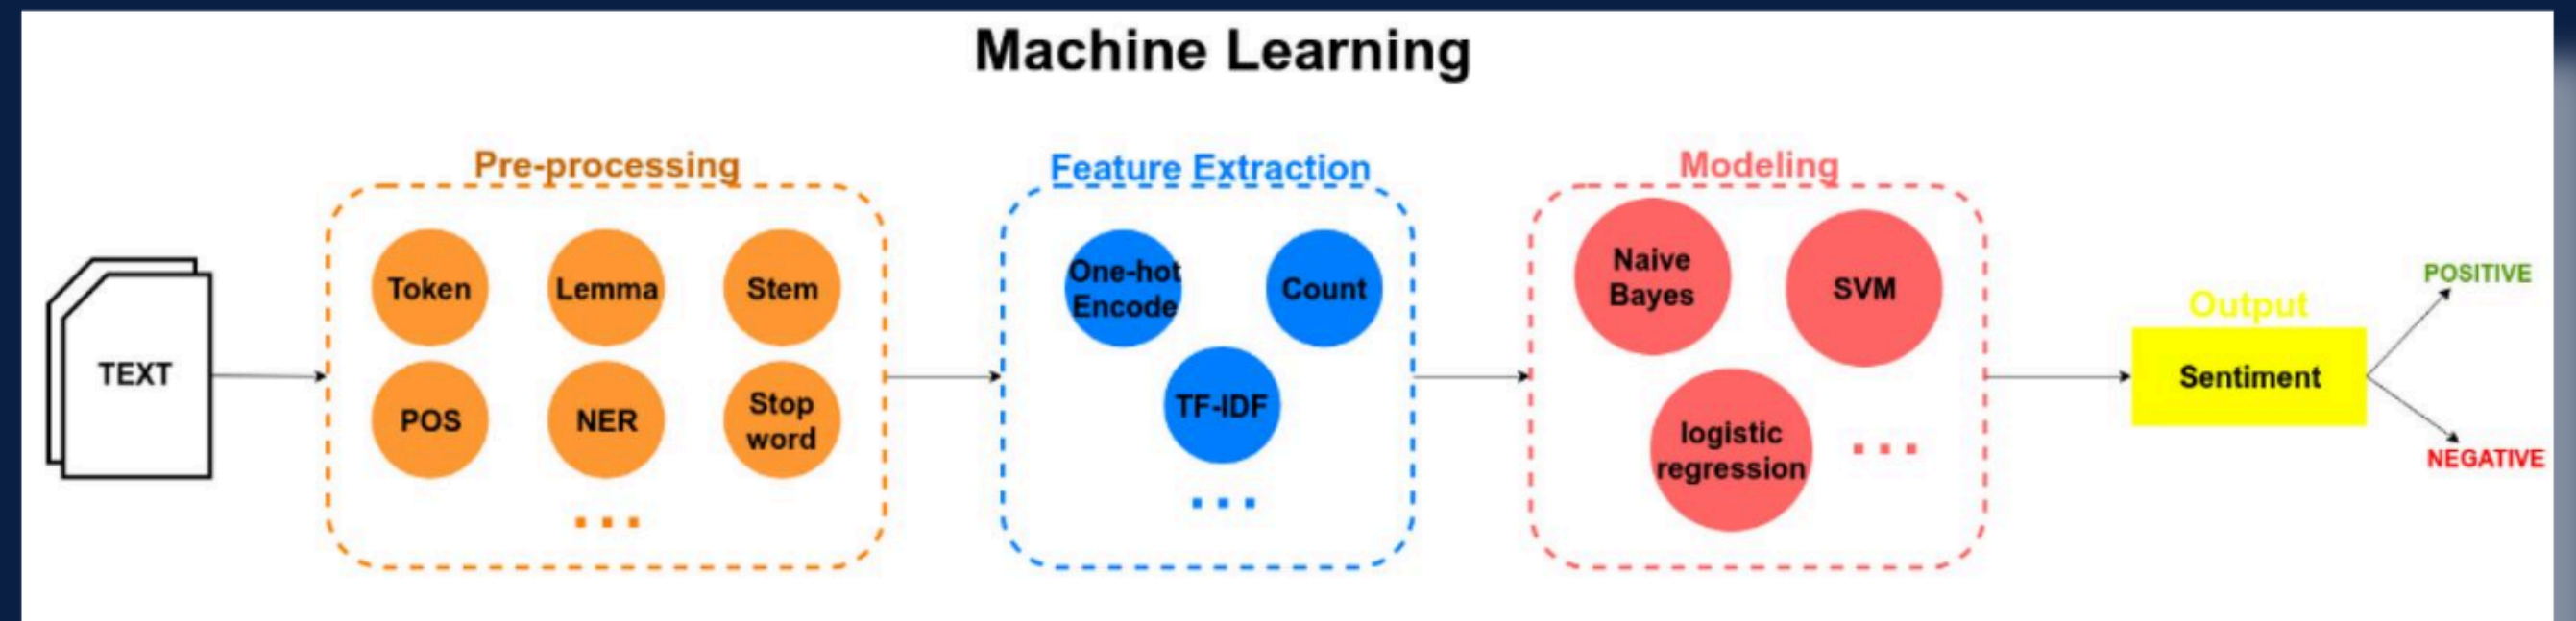 Machine Learning
Pre-processing
Feature Extraction
Modeling
TEXT
Token
Lemma
Stem
POS
NER
Stop
word
...
One-hot
Encode
Count
TF-IDF
...
Naive
Bayes
SVM
logistic
regression
...
Output
Sentiment
POSITIVE
NEGATIVE